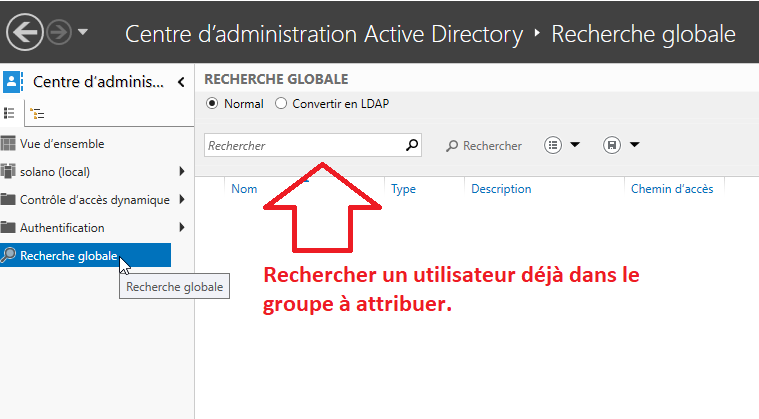 Centre d'administration Active Directory • Recherche globale
Centre d'adminis...
RECHERCHE GLOBALE
Normal
Convertir en LDAP
Vue d'ensemble
solano (local)
Contrôle d'accès dynamique
Authentification
Recherche globale
Recherche globale
Rechercher
Rechercher
Nom
Type
Description
Chemin d'accès
Rechercher un utilisateur déjà dans le
groupe à attribuer.